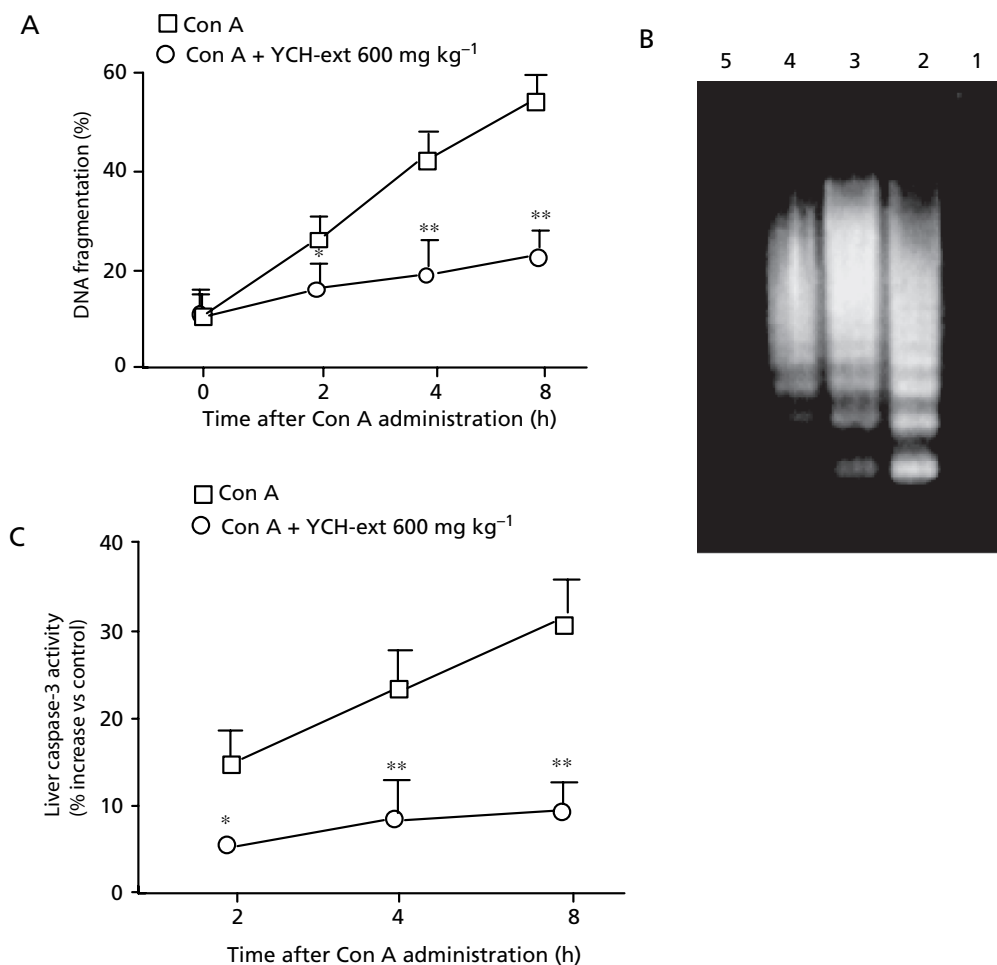 A
Con A
Con A + YCH-ext 600 mg kg⁻¹
60
40
20
0
DNA fragmentation (%)
*
**
**
0 2 4 8
Time after Con A administration (h)
B
5 4 3 2 1
C
Con A
Con A + YCH-ext 600 mg kg⁻¹
40
30
20
10
0
Liver caspase-3 activity
(% increase vs control)
*
**
**
2 4 8
Time after Con A administration (h)